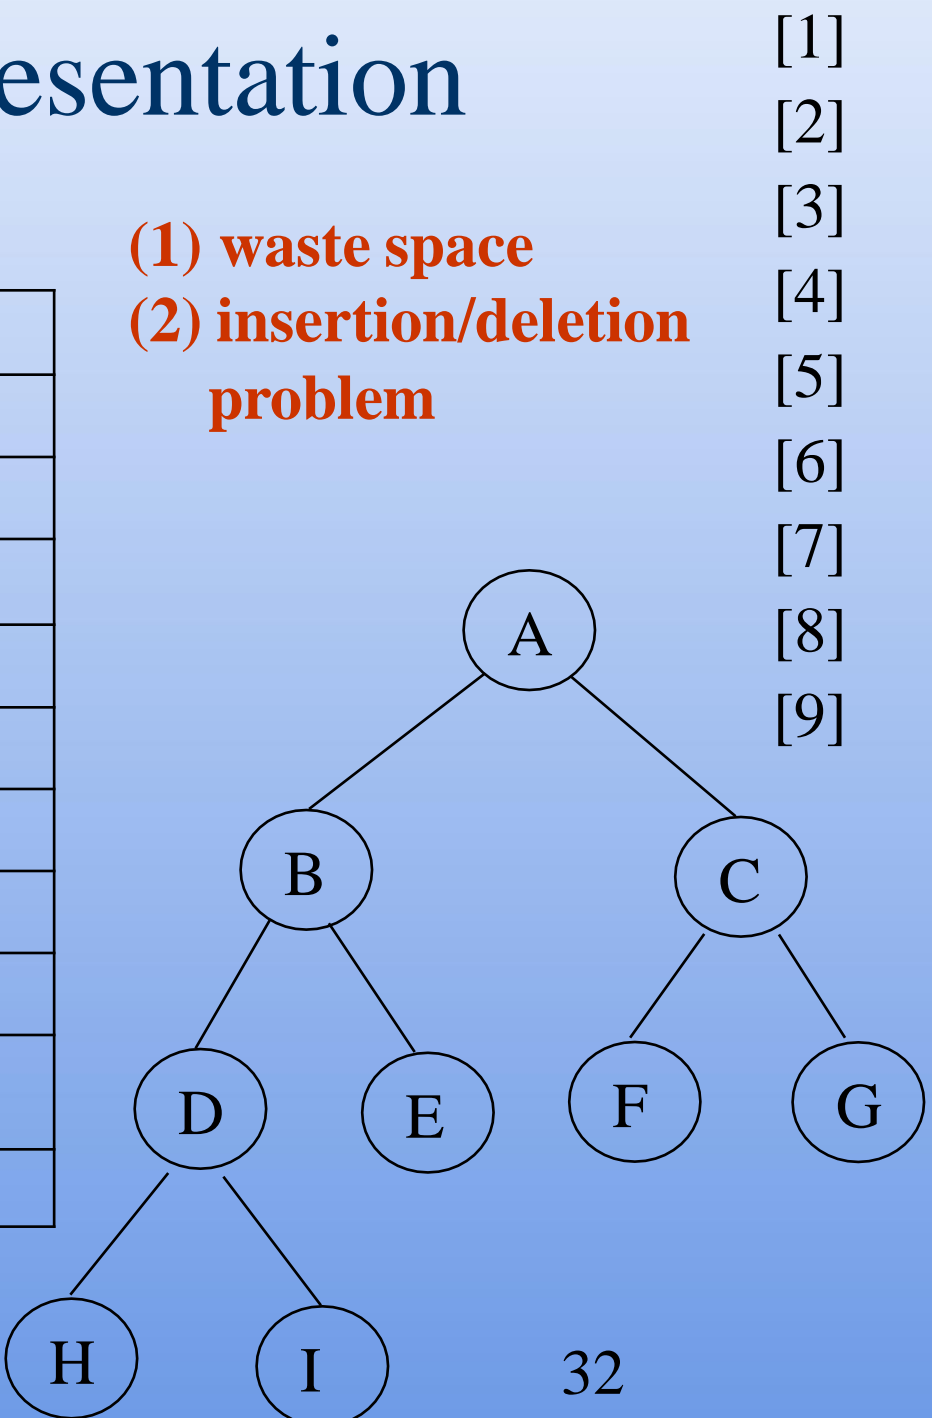 esentation
(1) waste space
(2) insertion/deletion
problem
[1]
[2]
[3]
[4]
[5]
[6]
[7]
[8]
[9]
A
B
C
D
E
F
G
H
I
32